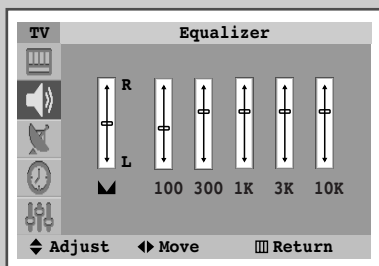 TV Equalizer
R
L
100 300 1K 3K 10K
Adjust Move Return